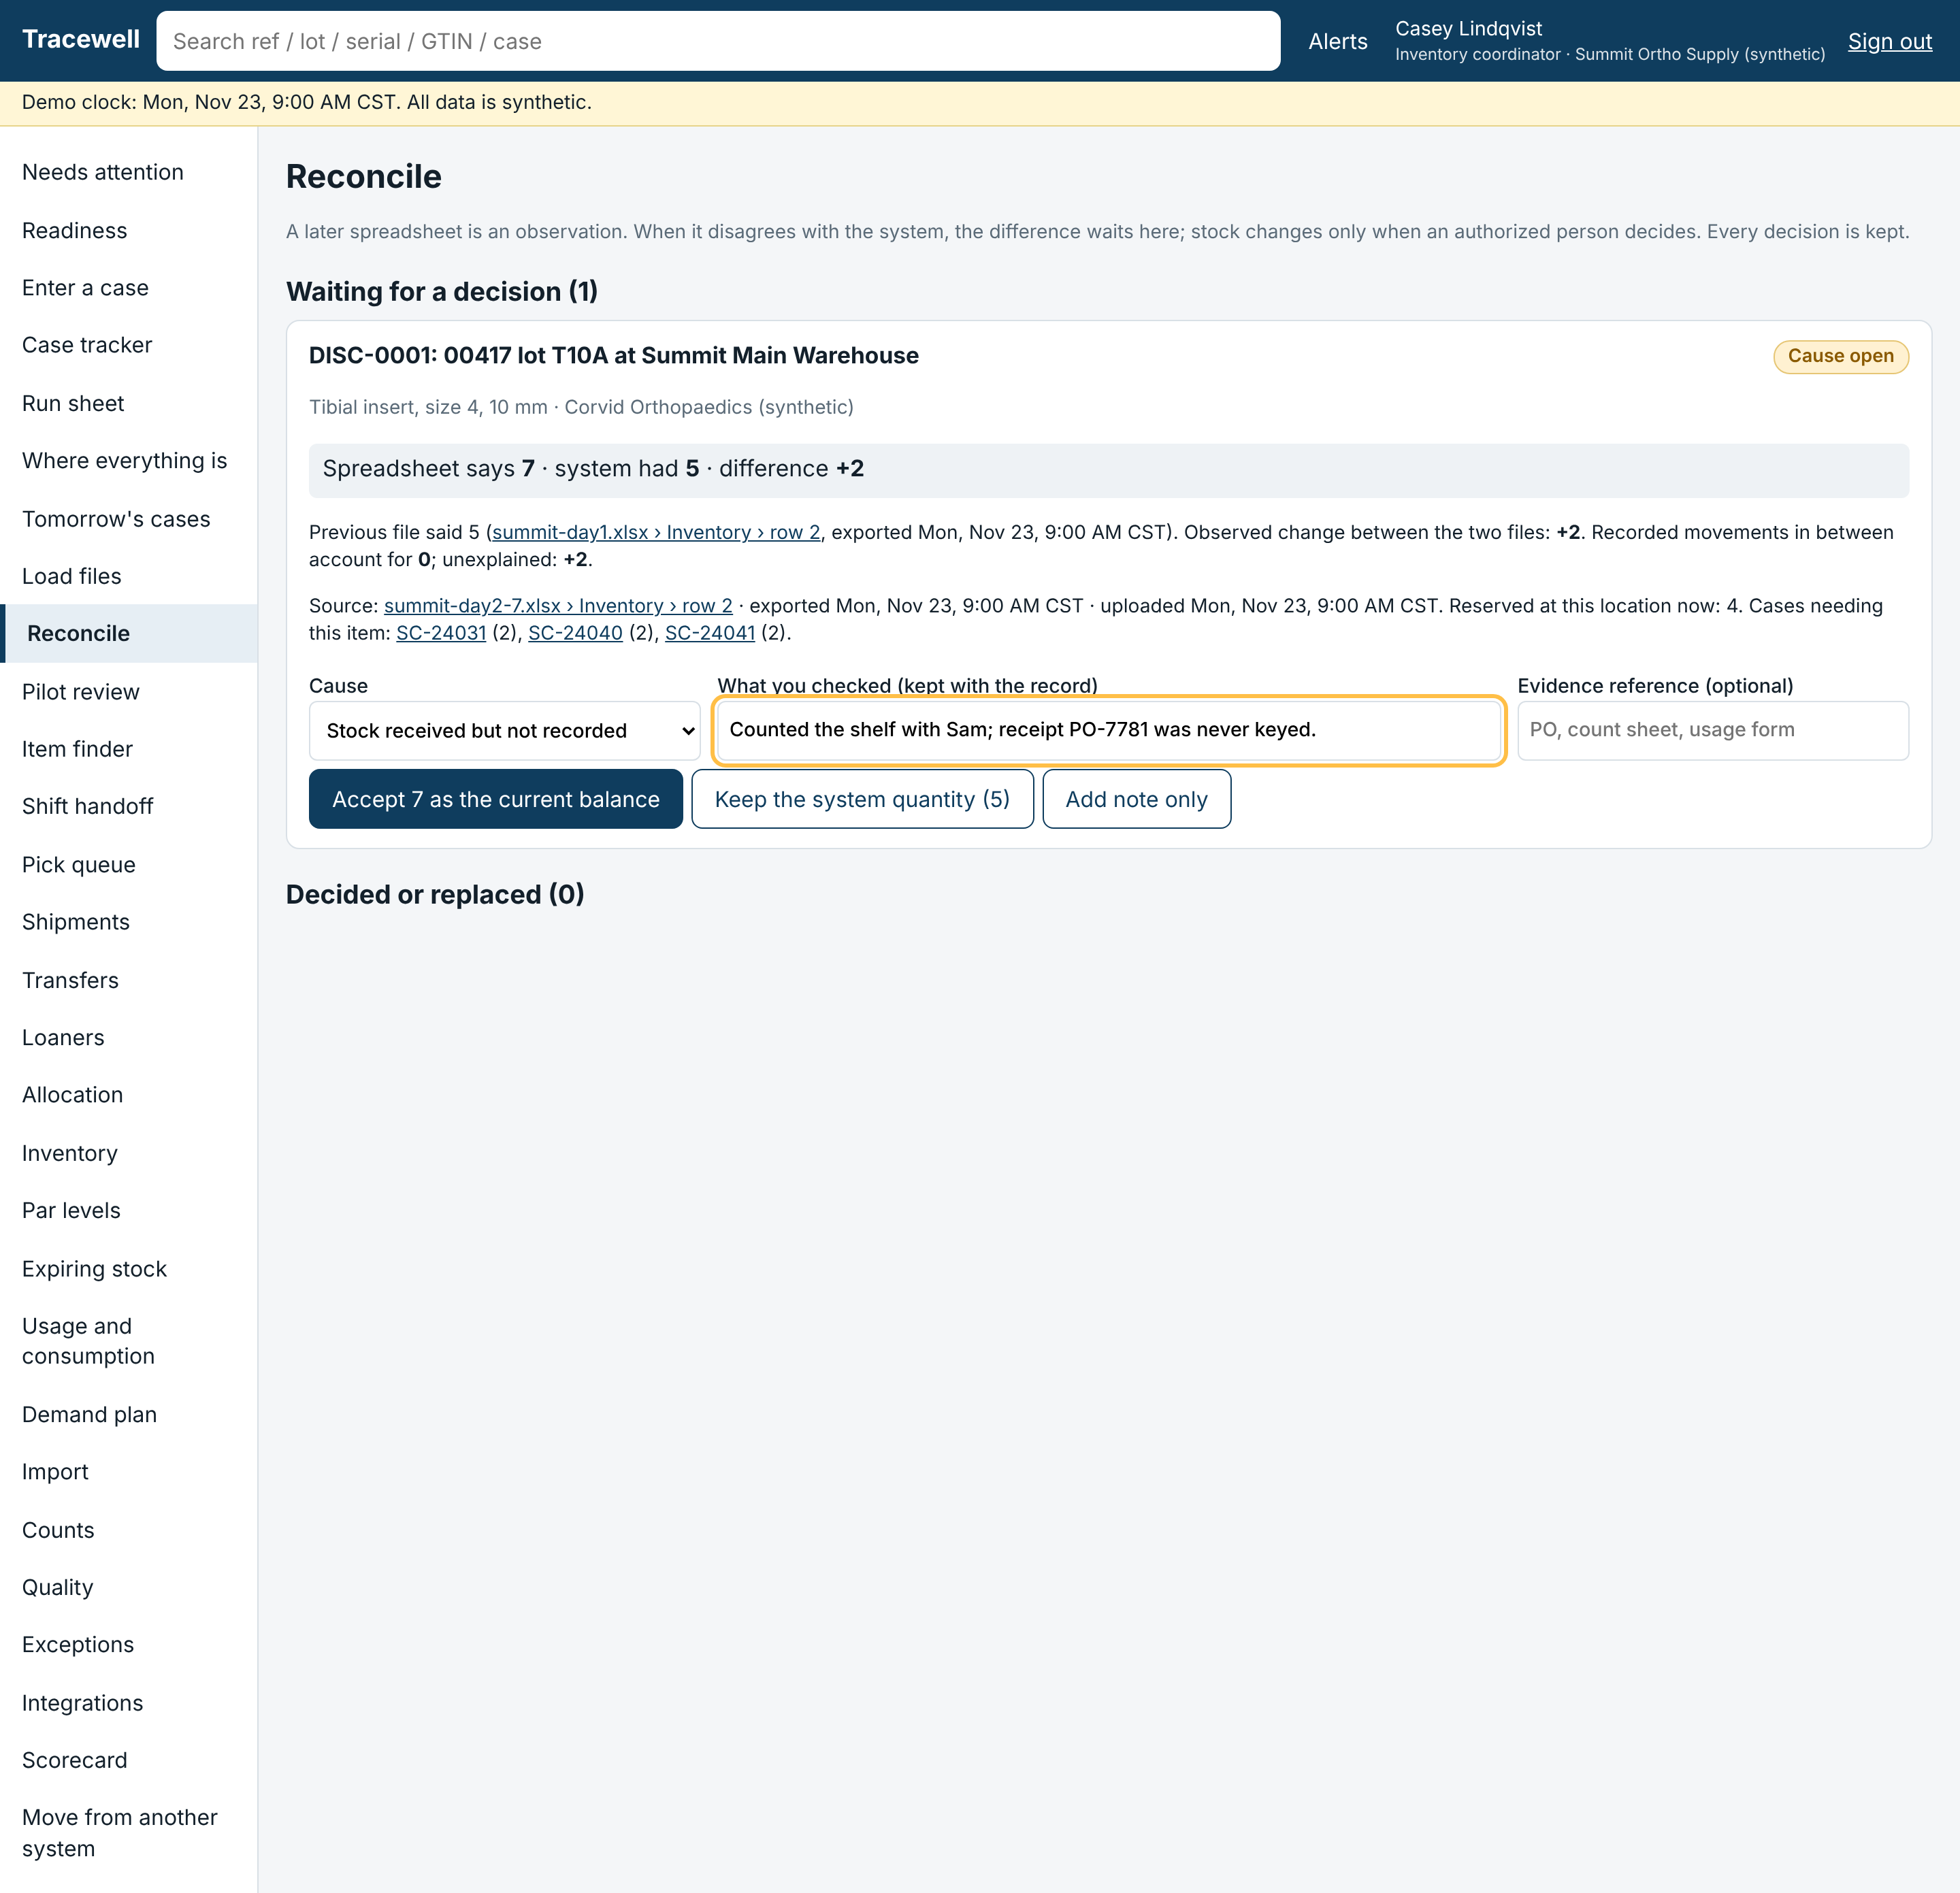 Tracewell
Search ref / lot / serial / GTIN / case
Alerts
Casey Lindqvist
Inventory coordinator · Summit Ortho Supply (synthetic)
Sign out
Demo clock: Mon, Nov 23, 9:00 AM CST. All data is synthetic.
Needs attention
Readiness
Enter a case
Case tracker
Run sheet
Where everything is
Tomorrow's cases
Load files
Reconcile
Pilot review
Item finder
Shift handoff
Pick queue
Shipments
Transfers
Loaners
Allocation
Inventory
Par levels
Expiring stock
Usage and
consumption
Demand plan
Import
Counts
Quality
Exceptions
Integrations
Scorecard
Move from another
system
Reconcile
A later spreadsheet is an observation. When it disagrees with the system, the difference waits here; stock changes only when an authorized person decides. Every decision is kept.
Waiting for a decision (1)
DISC-0001: 00417 lot T10A at Summit Main Warehouse
Cause open
Tibial insert, size 4, 10 mm · Corvid Orthopaedics (synthetic)
Spreadsheet says 7 · system had 5 · difference +2
Previous file said 5 (summit-day1.xlsx › Inventory › row 2, exported Mon, Nov 23, 9:00 AM CST). Observed change between the two files: +2. Recorded movements in between
account for 0; unexplained: +2.
Source: summit-day2-7.xlsx › Inventory › row 2 · exported Mon, Nov 23, 9:00 AM CST · uploaded Mon, Nov 23, 9:00 AM CST. Reserved at this location now: 4. Cases needing
this item: SC-24031 (2), SC-24040 (2), SC-24041 (2).
Cause
What you checked (kept with the record)
Evidence reference (optional)
Stock received but not recorded
Counted the shelf with Sam; receipt PO-7781 was never keyed.
PO, count sheet, usage form
Accept 7 as the current balance
Keep the system quantity (5)
Add note only
Decided or replaced (0)